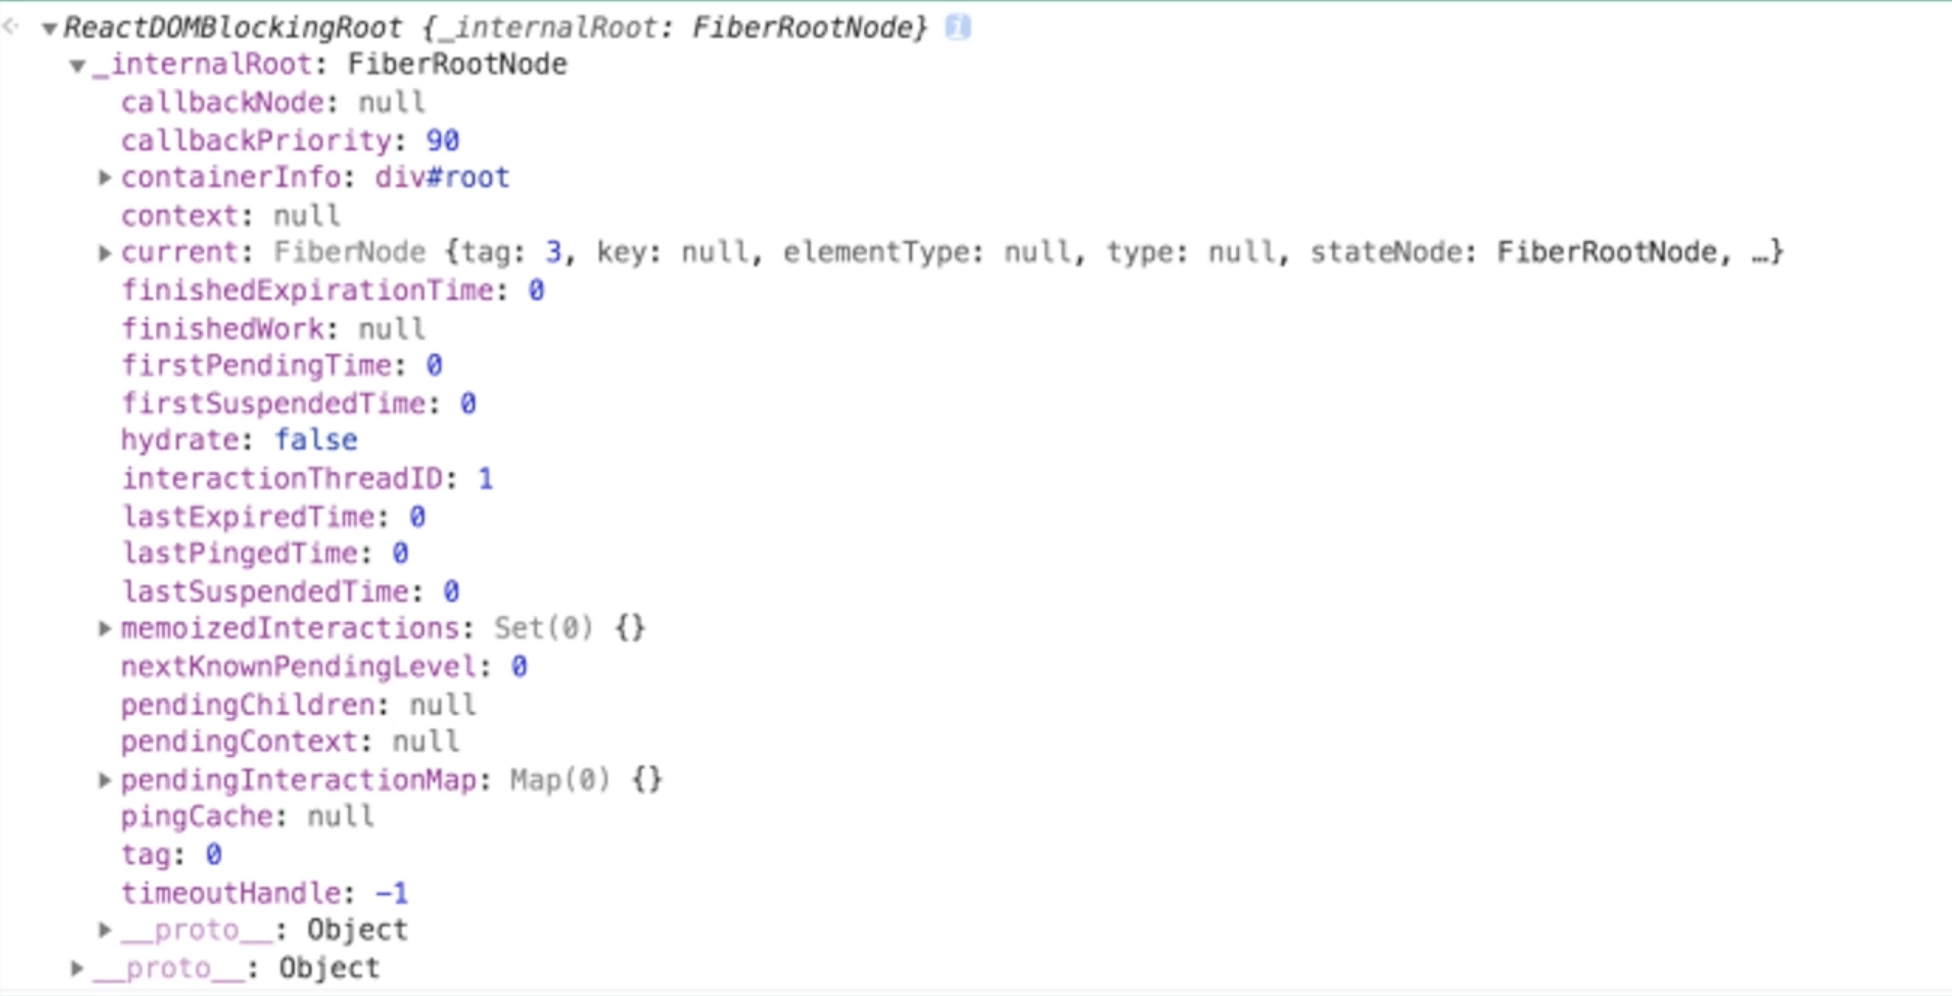 ReactDOMBlockingRoot {_internalRoot: FiberRootNode} i
_internalRoot: FiberRootNode
callbackNode: null
callbackPriority: 90
containerInfo: div#root
context: null
current: FiberNode {tag: 3, key: null, elementType: null, type: null, stateNode: FiberRootNode, …}
finishedExpirationTime: 0
finishedWork: null
firstPendingTime: 0
firstSuspendedTime: 0
hydrate: false
interactionThreadID: 1
lastExpiredTime: 0
lastPingedTime: 0
lastSuspendedTime: 0
memoizedInteractions: Set(0) {}
nextKnownPendingLevel: 0
pendingChildren: null
pendingContext: null
pendingInteractionMap: Map(0) {}
pingCache: null
tag: 0
timeoutHandle: -1
__proto__: Object
__proto__: Object